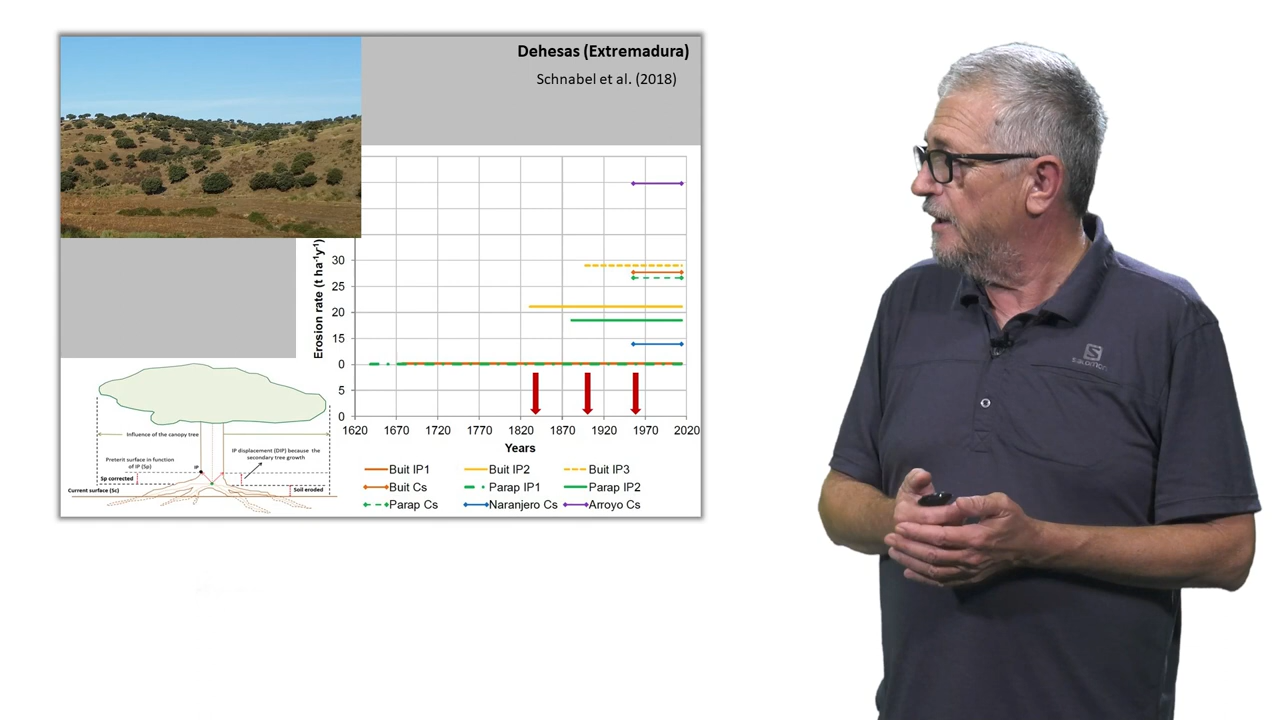 Dehesas (Extremadura)
Schnabel et al. (2018)
Erosion rate (t ha-1y-1)
30
25
20
15
0
5
0
1620 1670 1720 1770 1820 1870 1920 1970 2020
Years
Buit IP1 Buit IP2 Buit IP3
Buit Cs Parap IP1 Parap IP2
Parap Cs Naranjero Cs Arroyo Cs
Influence of the canopy tree
Preterit surface in function
of IP (Sp)
IP
IP displacement (DIP) because the
secondary tree growth
Sp corrected
Current surface (Sc)
Soil eroded
S
salomon